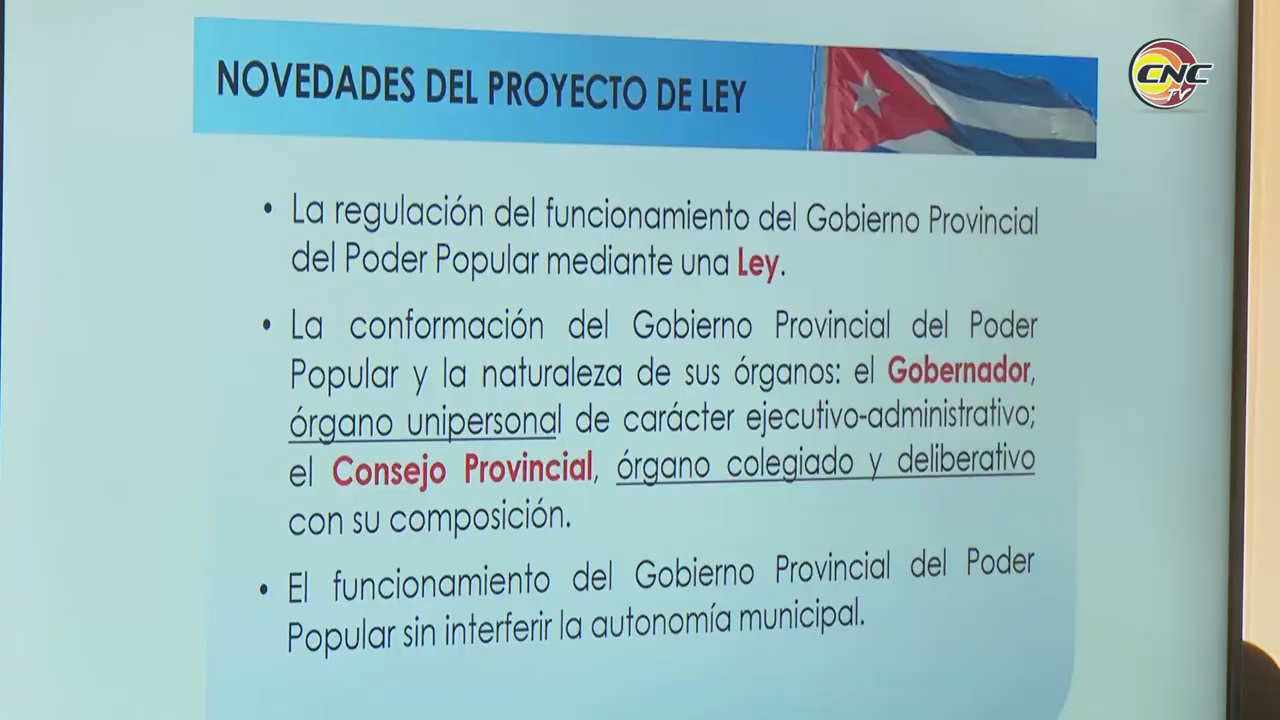 NOVEDADES DEL PROYECTO DE LEY
CNC
TV
• La regulación del funcionamiento del Gobierno Provincial
del Poder Popular mediante una Ley.
• La conformación del Gobierno Provincial del Poder
Popular y la naturaleza de sus órganos: el Gobernador,
órgano unipersonal de carácter ejecutivo-administrativo;
el Consejo Provincial, órgano colegiado y deliberativo
con su composición.
• El funcionamiento del Gobierno Provincial del Poder
Popular sin interferir la autonomía municipal.